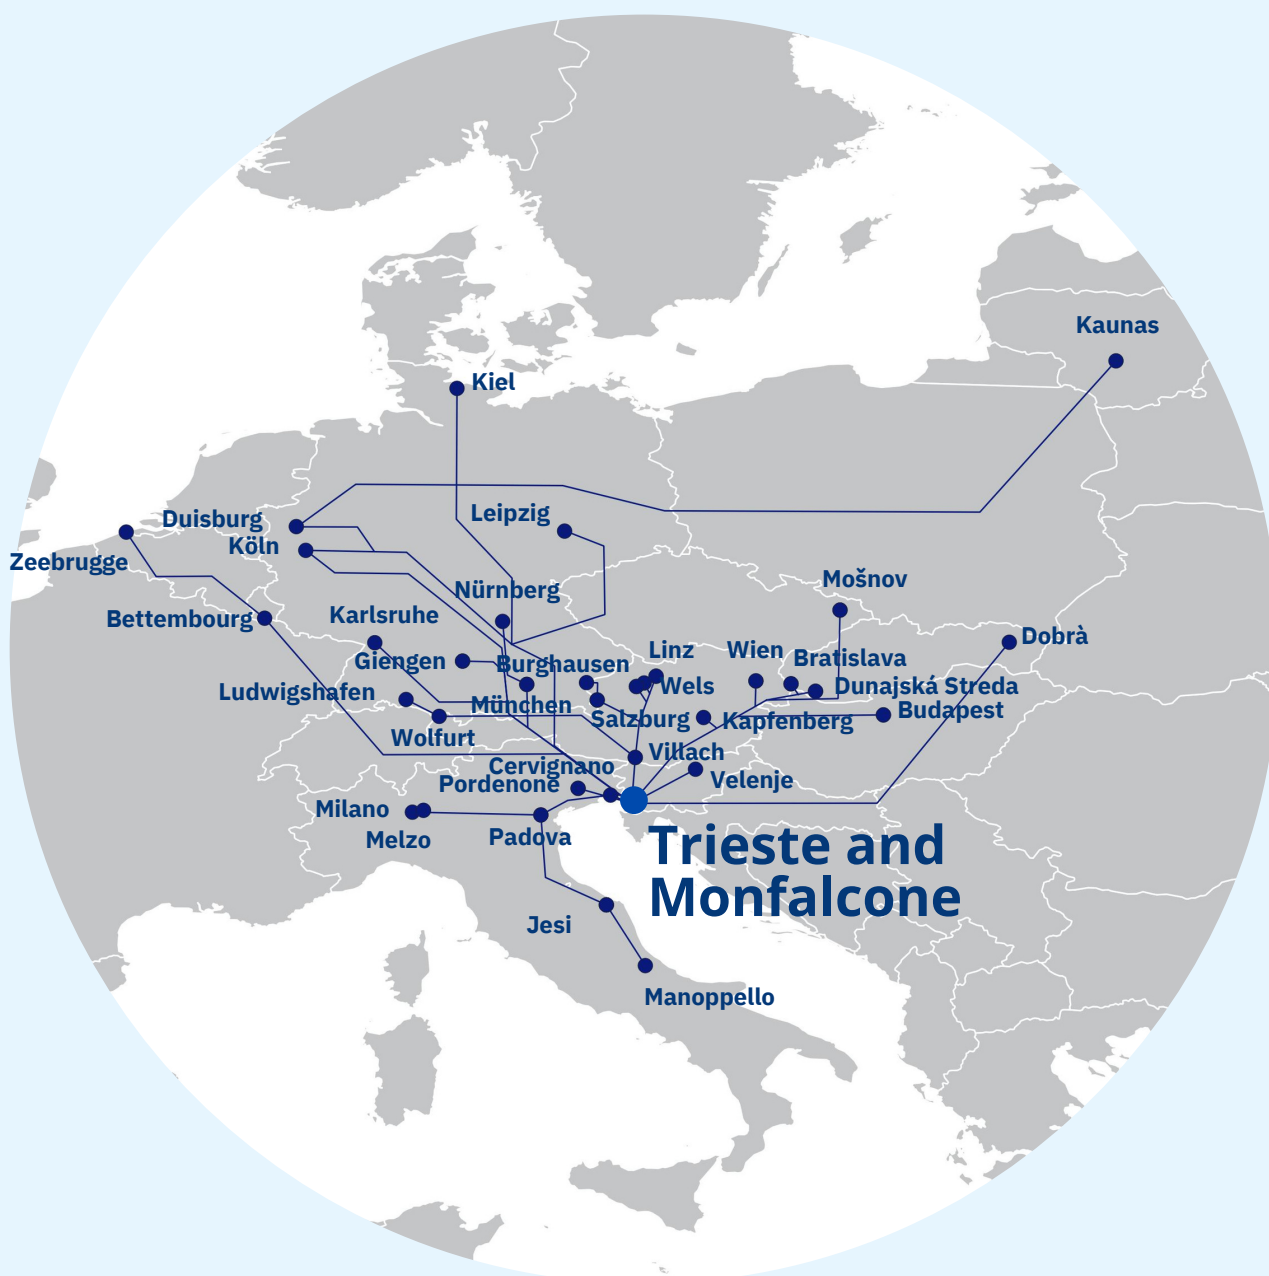 Kaunas
Kiel
Leipzig
Duisburg
Köln
Zeebrugge
Mošnov
Nürnberg
Karlsruhe
Bettembourg
Dobrà
Linz
Wien
Bratislava
Giengen
Burghausen
Wels
Dunajská Streda
Ludwigshafen
München
Salzburg
Kapfenberg
Budapest
Wolfurt
Villach
Cervignano
Velenje
Pordenone
Milano
Melzo
Padova
Trieste and
Monfalcone
Jesi
Manoppello